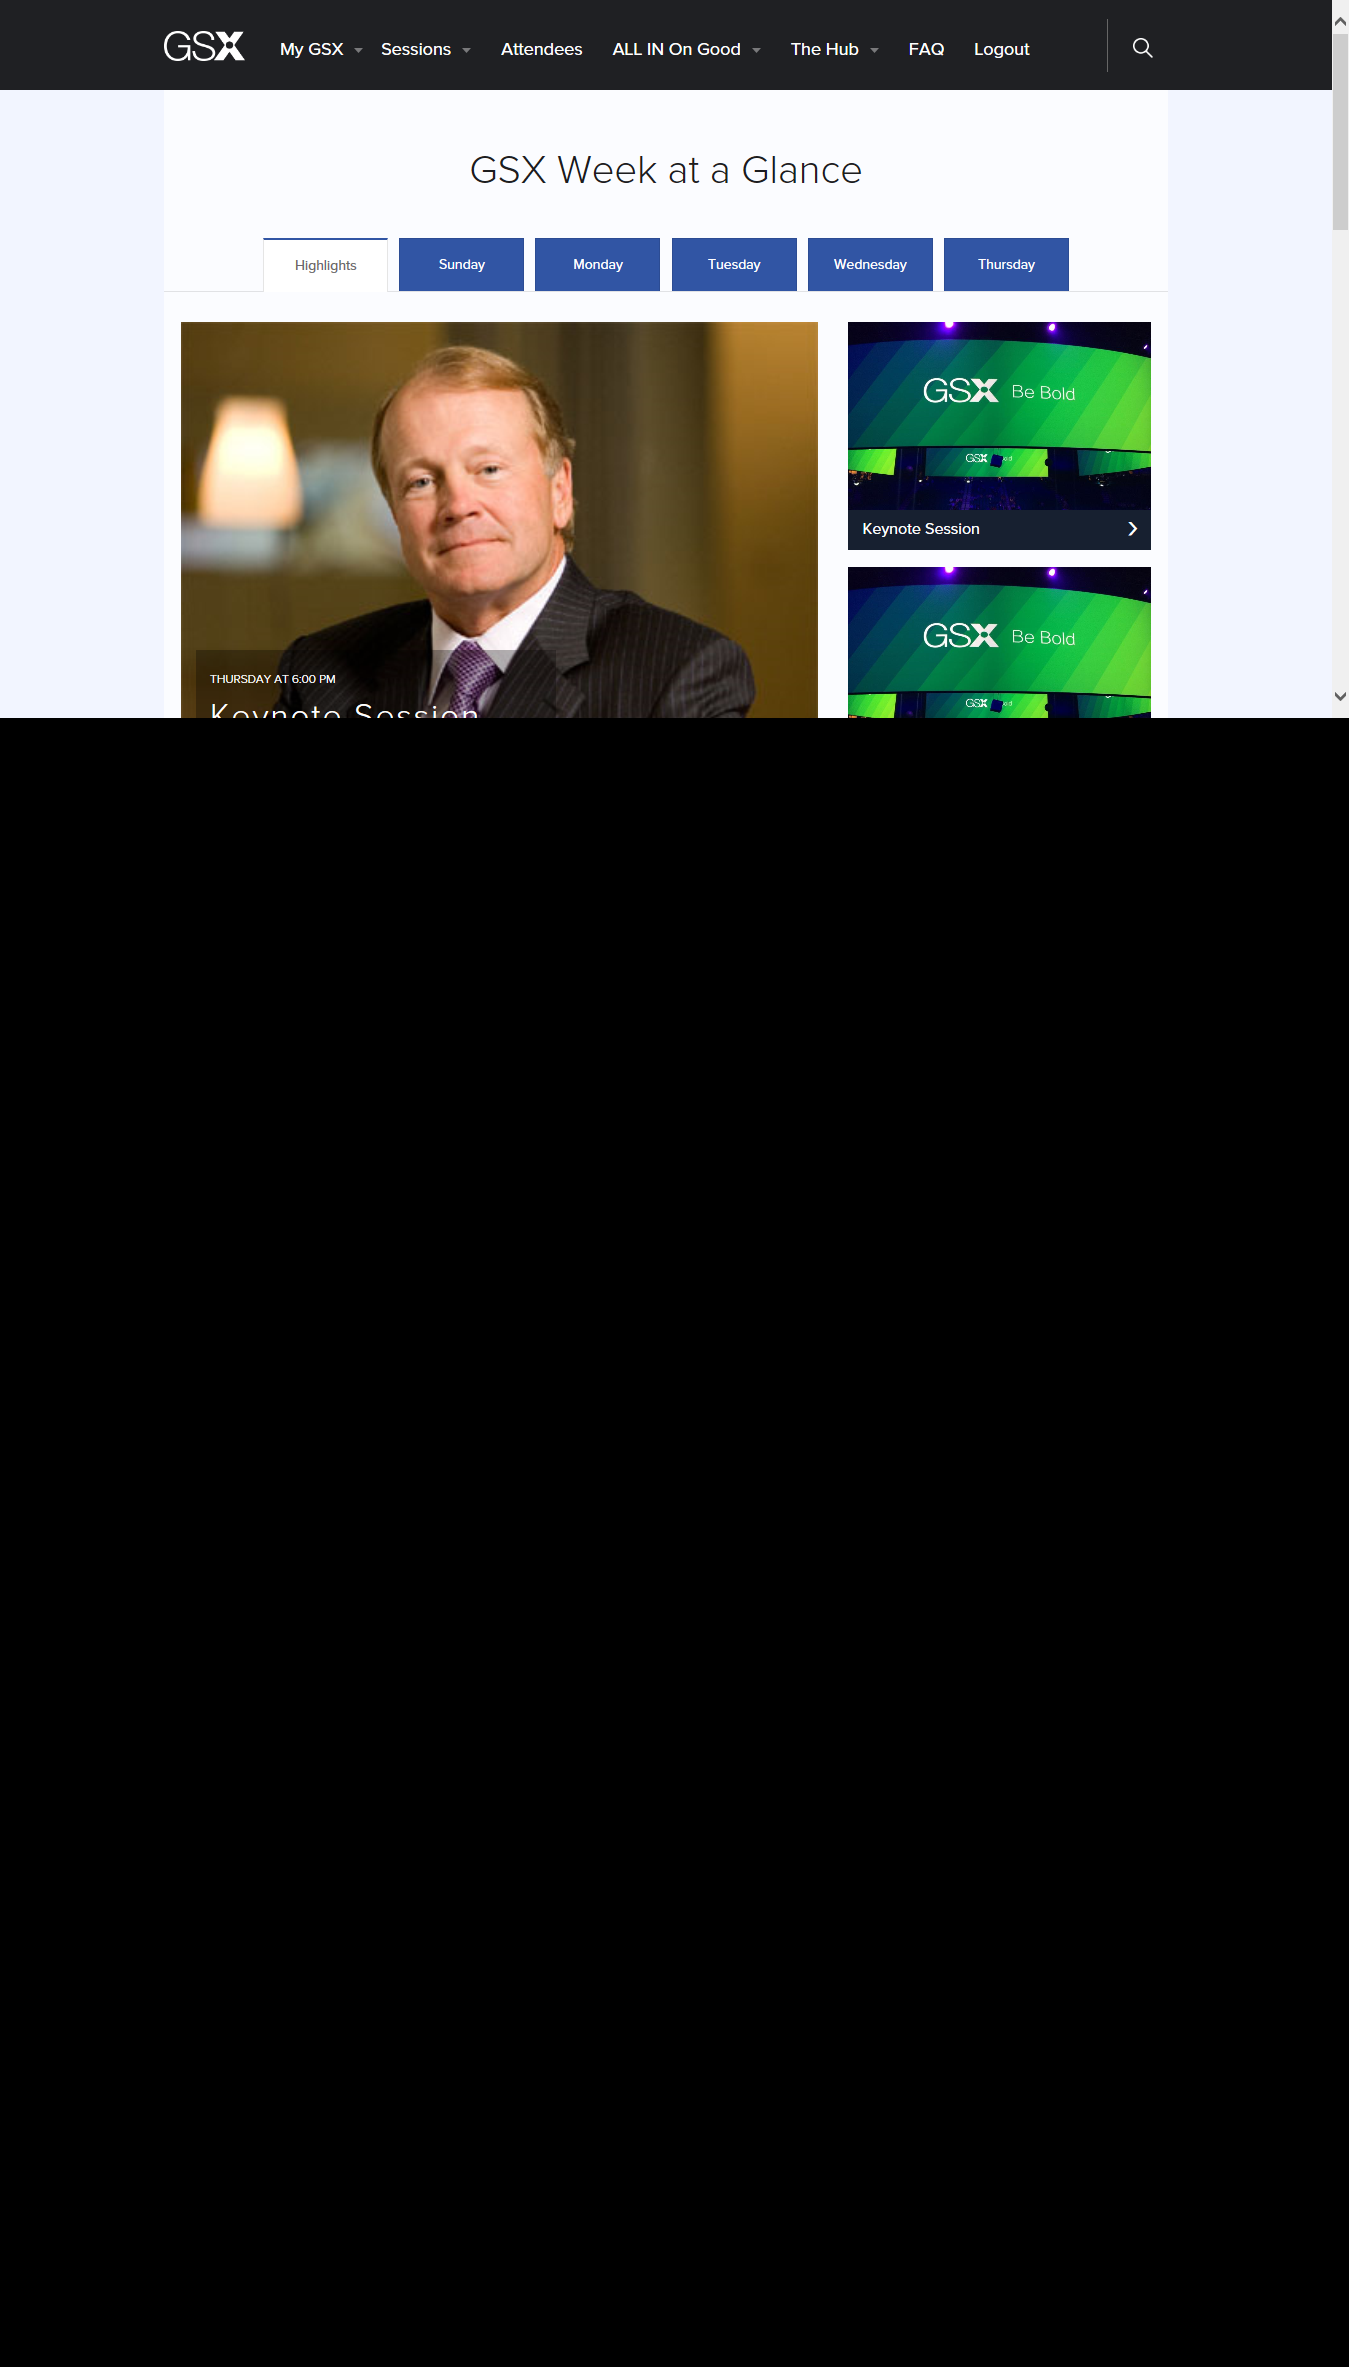 GSX
My GSX
Sessions
Attendees
ALL IN On Good
The Hub
FAQ
Logout
GSX Week at a Glance
Highlights
Sunday
Monday
Tuesday
Wednesday
Thursday
THURSDAY AT 6:00 PM
Keynote Session
GSX Be Bold
GSX
Keynote Session
GSX Be Bold
GSX